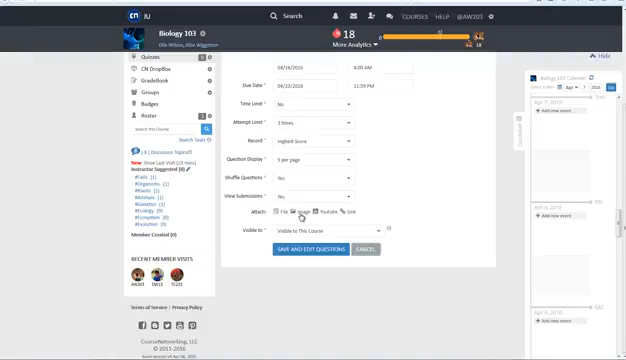 CN IU Search COURSES HELP @AW203
Biology 103
Ollie Wilson, Allie Wiggmon
18
More Analytics
18
Hide
Quizzes
CN DropBox
GradeBook
Groups
Badges
Roster
search this Course
Search Tasks
( 8 ) Discussion Topics
New Since Last Visit (23 mins)
Instructor Suggested (8)
#Cells (1)
#Organisms (1)
#Plants (1)
#Animals (1)
#Genetics (1)
#Ecology (0)
#Ecosystem (0)
#Evolution (0)
Member Created (0)
RECENT MEMBER VISITS
AW203 DW15 TC233
Terms of Service | Privacy Policy
CourseNetworking, LLC
© 2011-2016
04/16/2016 8:00 AM
Due Date 04/23/2016 11:59 PM
Time Limit No
Attempt Limit 3 times
Record Highest Score
Question Display 5 per page
Shuffle Questions Yes
View Submissions Yes
Attach: File Image Youtube Link
Visible to Visible to This Course
SAVE AND EDIT QUESTIONS CANCEL
Biology 103 Calendar
Apr 7 2016 Go
Apr 7, 2016 THU
Add new event
Add new event
SAT
Add new event